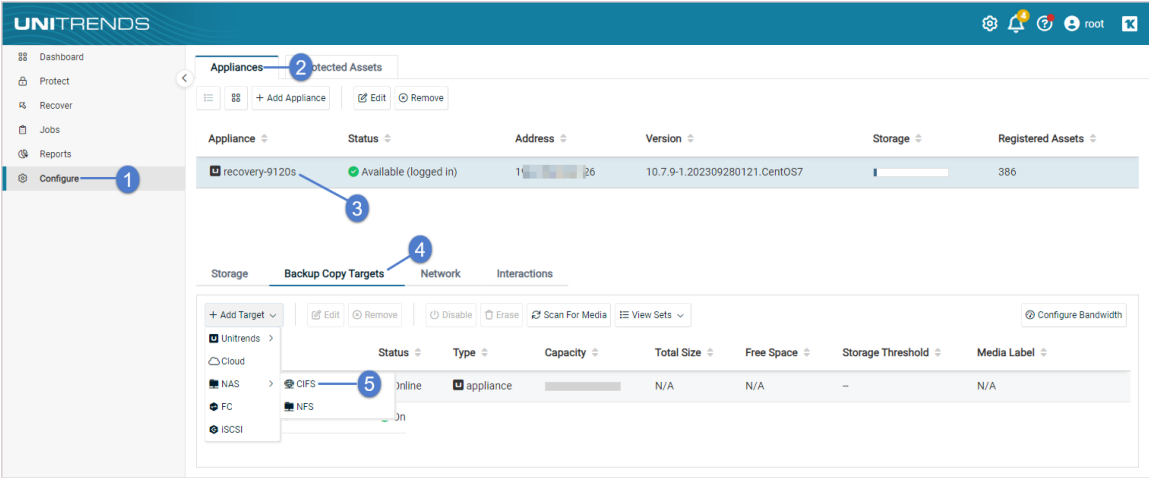 UNITRENDS
4
root
Dashboard
Protect
Recover
Jobs
Reports
Configure
1
Appliances
2
Assets
+ Add Appliance
Edit
Remove
Appliance
Status
Address
Version
Storage
Registered Assets
recovery-9120s
Available (logged in)
26
10.7.9-1.202309280121.CentOS7
386
3
4
Storage
Backup Copy Targets
Network
Interactions
+ Add Target
Edit
Remove
Disable
Erase
Scan For Media
View Sets
Configure Bandwidth
Unitrends
Cloud
NAS
FC
iSCSI
CIFS
NFS
5
Status
Type
Capacity
Total Size
Free Space
Storage Threshold
Media Label
appliance
N/A
N/A
–
N/A